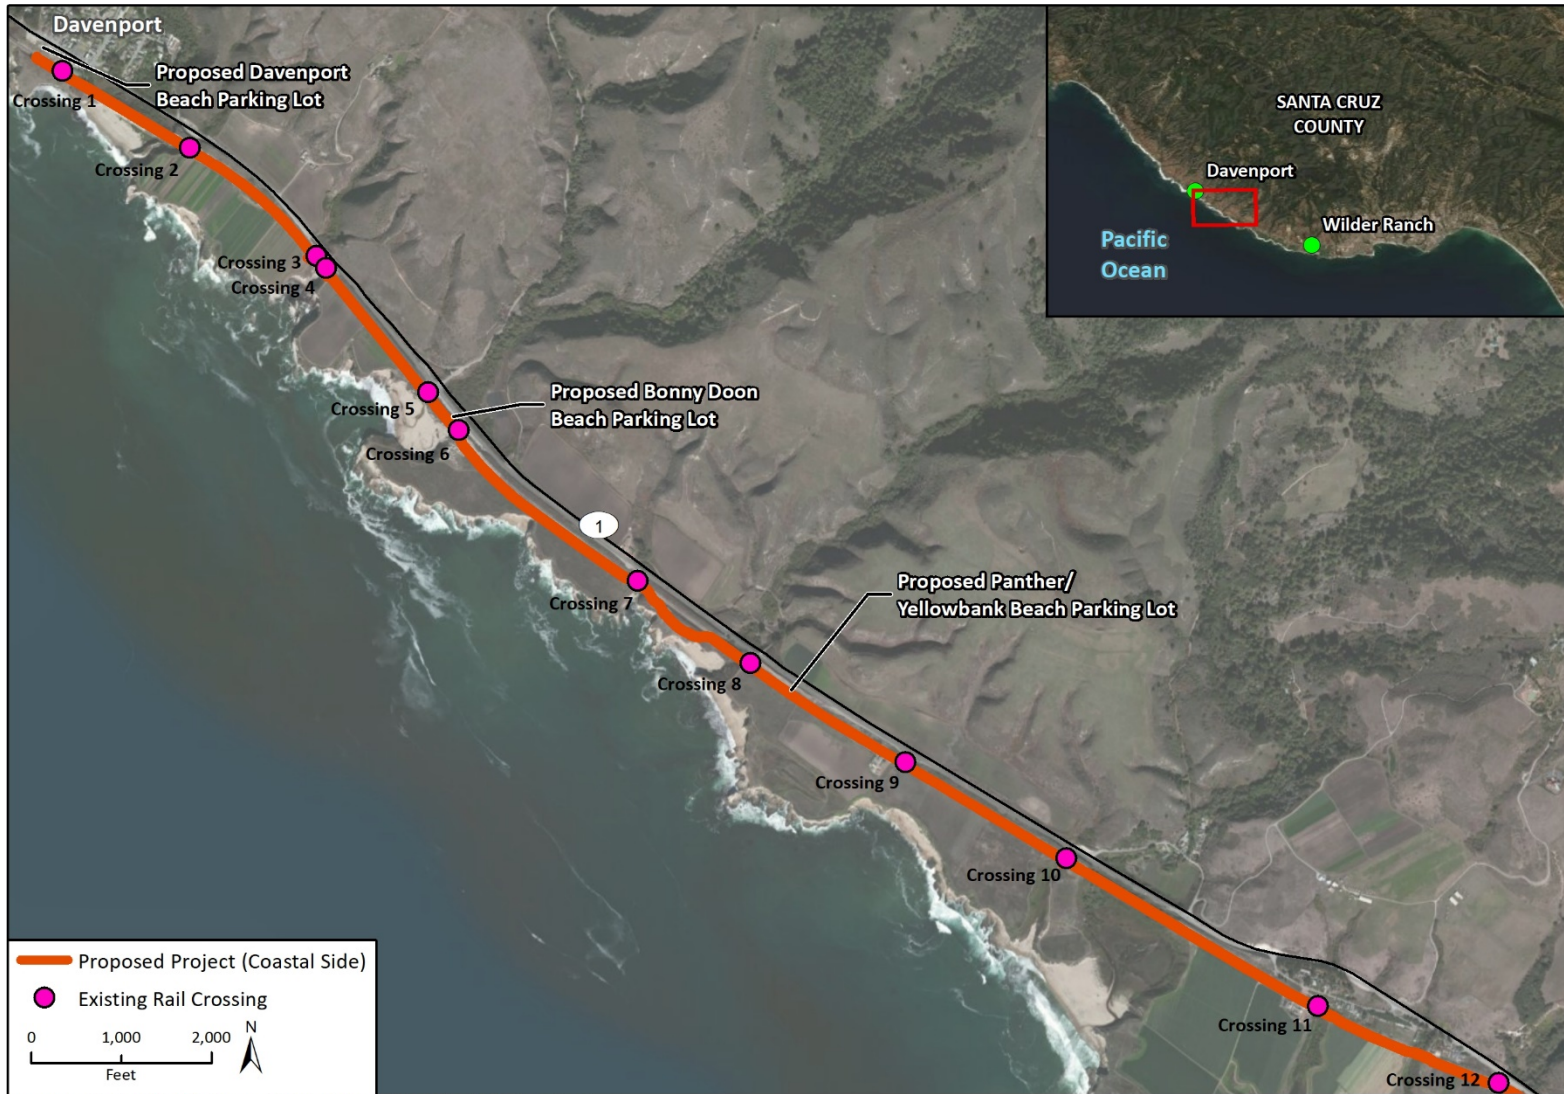 Davenport
Proposed Davenport
Beach Parking Lot
Crossing 1
Crossing 2
Crossing 3
Crossing 4
Crossing 5
Proposed Bonny Doon
Beach Parking Lot
Crossing 6
1
Crossing 7
Proposed Panther/
Yellowbank Beach Parking Lot
Crossing 8
Crossing 9
Crossing 10
Crossing 11
Crossing 12
SANTA CRUZ
COUNTY
Davenport
Wilder Ranch
Pacific
Ocean
Proposed Project (Coastal Side)
Existing Rail Crossing
0 1,000 2,000
Feet
N